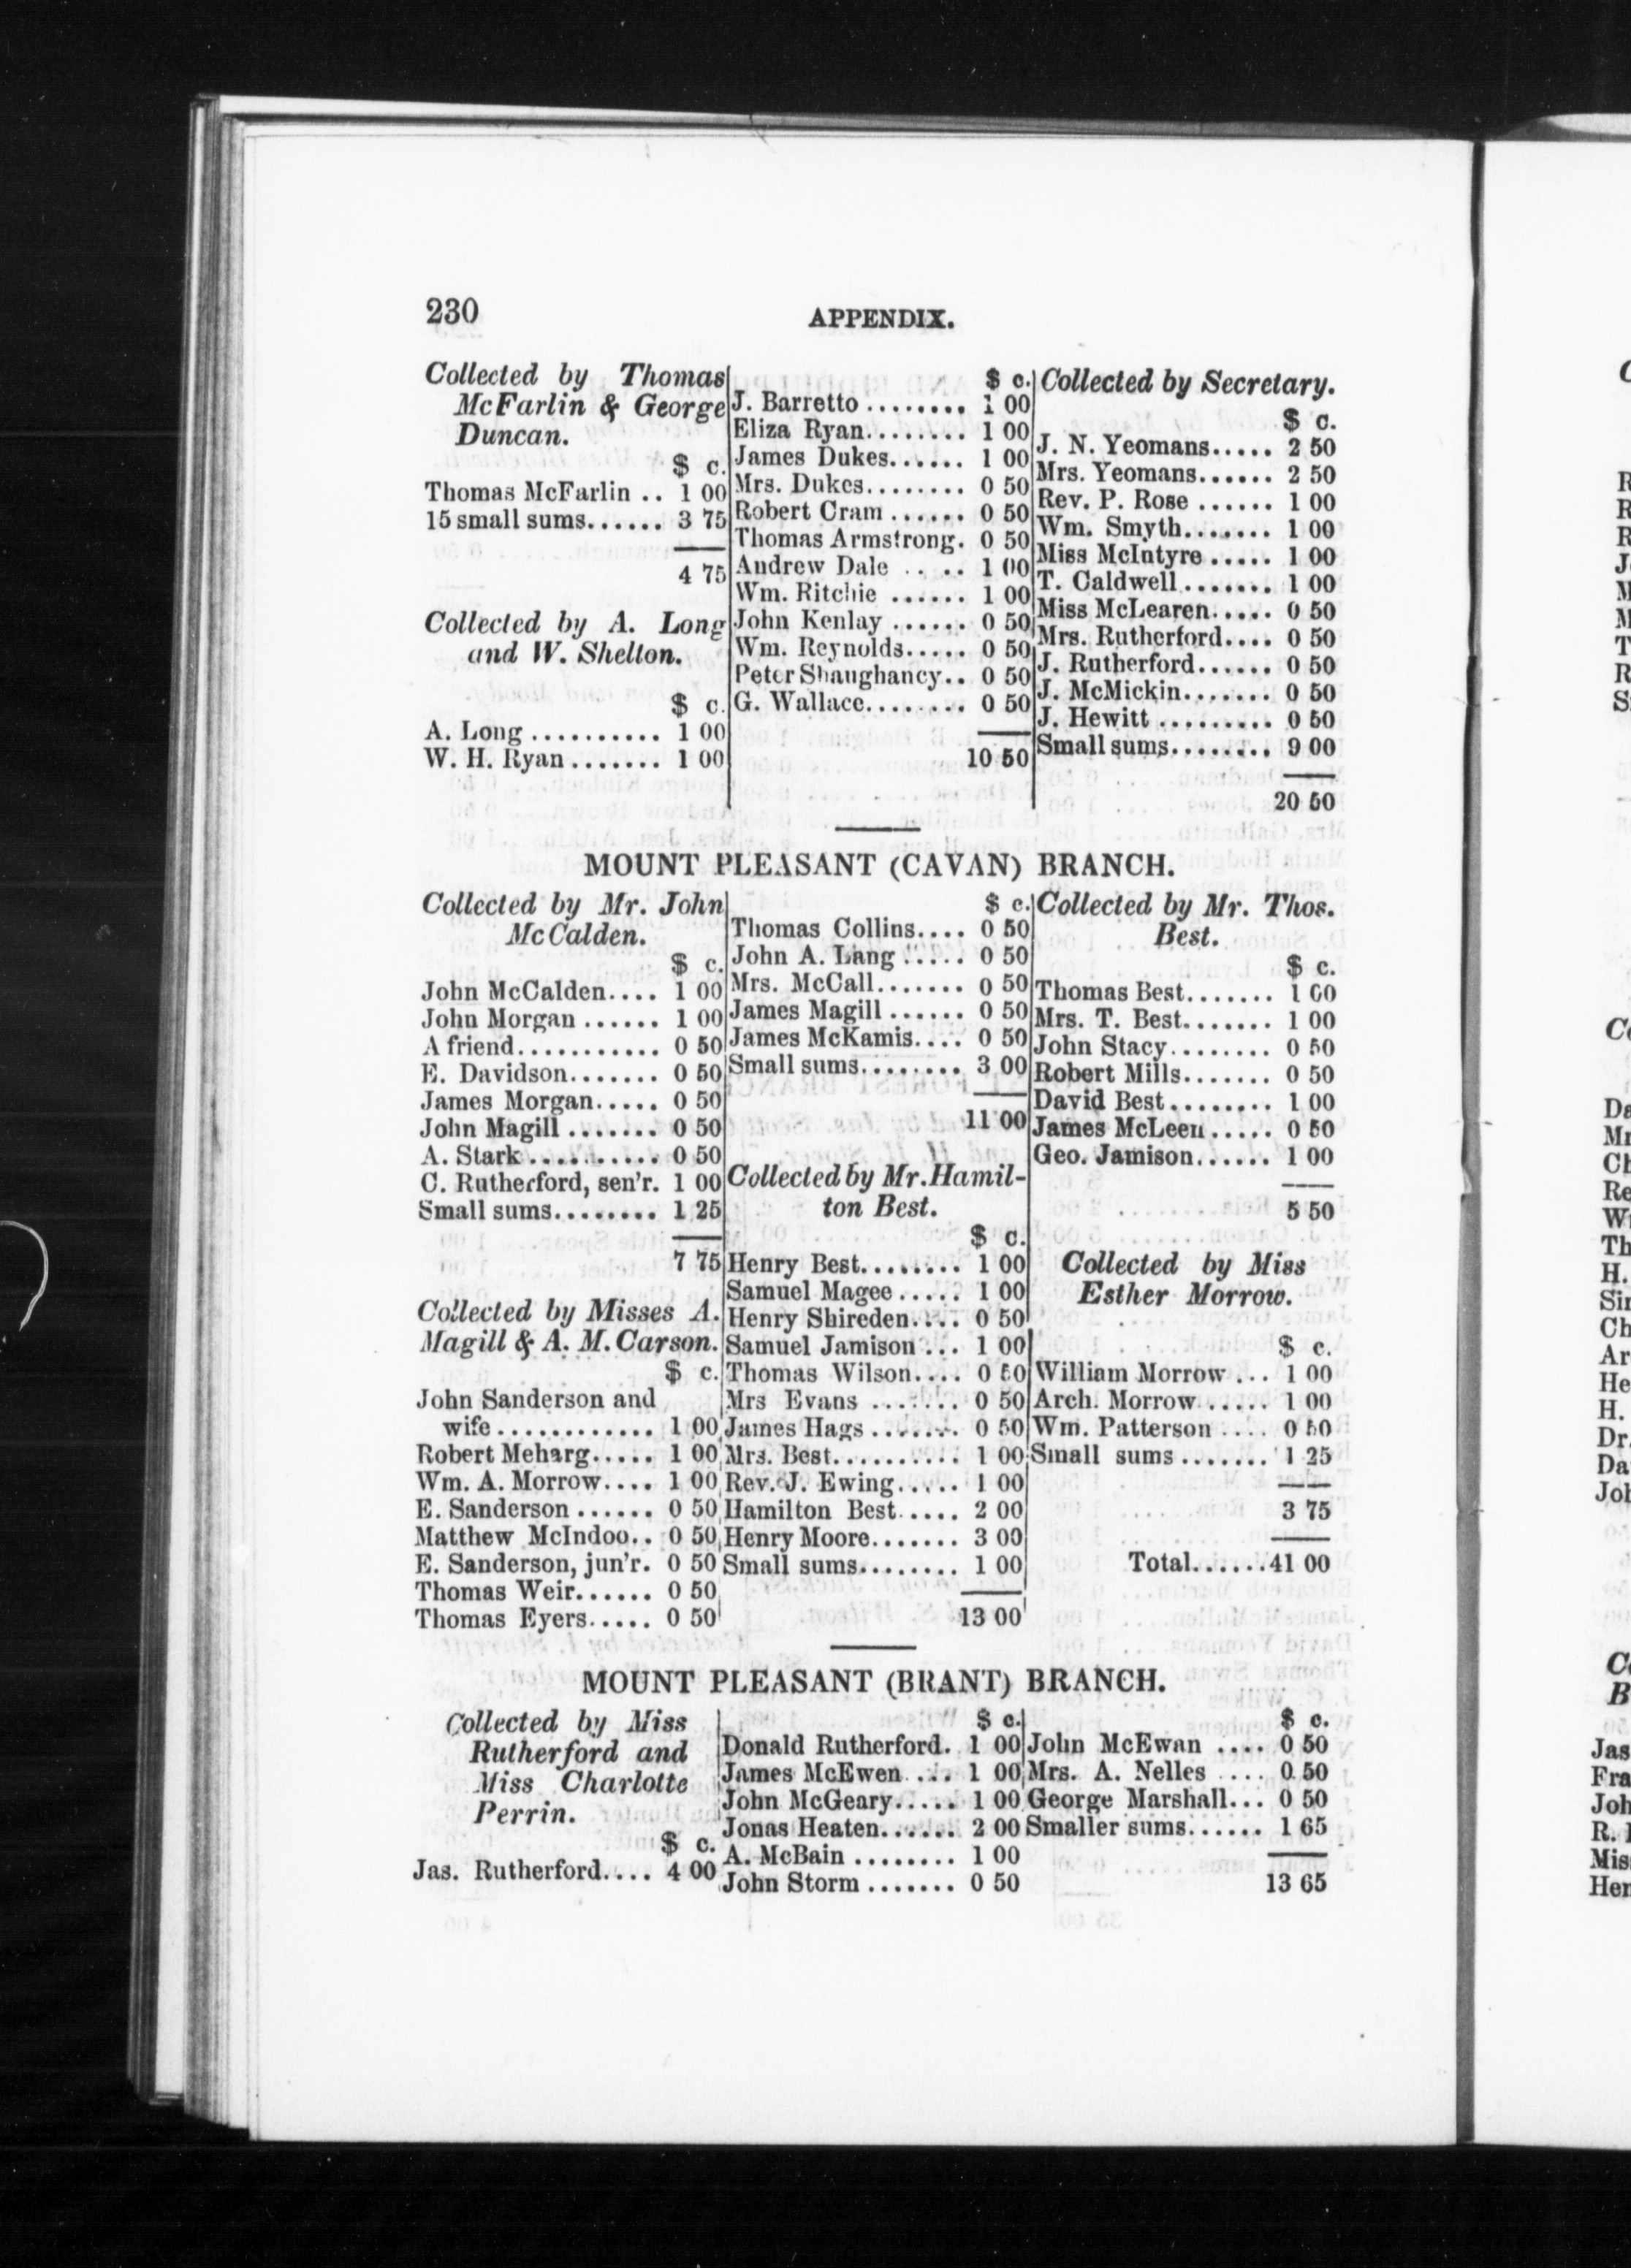 230
APPENDIX.
Collected by Thomas
McFarlin & George
Duncan.
$ c.
Thomas McFarlin .. 1 00
15 small sums...... 3 75
4 75
Collected by A. Long
and W. Shelton.
$ c.
A. Long .......... 1 00
W. H. Ryan ....... 1 00
$ c.
J. Barretto ........ 1 00
Eliza Ryan........ 1 00
James Dukes...... 1 00
Mrs. Dukes........ 0 50
Robert Cram ...... 0 50
Thomas Armstrong. 0 50
Andrew Dale .. .. 1 00
Wm. Ritchie ...... 1 00
John Kenlay ...... 0 50
Wm. Reynolds..... 0 50
Peter Shaughancy.. 0 50
G. Wallace........ 0 50
10 50
Collected by Secretary.
$ c.
J. N. Yeomans..... 2 50
Mrs. Yeomans...... 2 50
Rev. P. Rose ...... 1 00
Wm. Smyth....... 1 00
Miss McIntyre ..... 1 00
T. Caldwell....... 1 00
Miss McLearen..... 0 50
Mrs. Rutherford.... 0 50
J. Rutherford...... 0 50
J. McMickin....... 0 50
J. Hewitt ......... 0 50
Small sums........ 9 00
20 50
MOUNT PLEASANT (CAVAN) BRANCH.
Collected by Mr. John
McCalden.
$ c.
John McCalden.... 1 00
John Morgan ...... 1 00
A friend........... 0 50
E. Davidson....... 0 50
James Morgan..... 0 50
John Magill ....... 0 50
A. Stark .......... 0 50
C. Rutherford, sen'r. 1 00
Small sums........ 1 25
7 75
Collected by Misses A.
Magill & A. M. Carson.
$ c.
John Sanderson and
wife ............ 1 00
Robert Meharg..... 1 00
Wm. A. Morrow.... 1 00
E. Sanderson ...... 0 50
Matthew McIndoo.. 0 50
E. Sanderson, jun'r. 0 50
Thomas Weir...... 0 50
Thomas Eyers..... 0 50
$ c.
Thomas Collins.... 0 50
John A. Lang ..... 0 50
Mrs. McCall....... 0 50
James Magill ...... 0 50
James McKamis.... 0 50
Small sums........ 3 00
11 00
Collected by Mr. Hamil-
ton Best.
$ c.
Henry Best........ 1 00
Samuel Magee ..... 1 00
Henry Shireden.... 0 50
Samuel Jamison ... 1 00
Thomas Wilson.... 0 50
Mrs Evans ....... 0 50
James Hags ....... 0 50
Mrs. Best.......... 1 00
Rev. J. Ewing..... 1 00
Hamilton Best..... 2 00
Henry Moore....... 3 00
Small sums........ 1 00
13 00
Collected by Mr. Thos.
Best.
$ c.
Thomas Best....... 1 00
Mrs. T. Best....... 1 00
John Stacy........ 0 50
Robert Mills....... 0 50
David Best........ 1 00
James McLeen..... 0 50
Geo. Jamison...... 1 00
5 50
Collected by Miss
Esther Morrow.
$ c.
William Morrow ... 1 00
Arch. Morrow ..... 1 00
Wm. Patterson .... 0 50
Small sums ....... 1 25
3 75
Total......41 00
MOUNT PLEASANT (BRANT) BRANCH.
Collected by Miss
Rutherford and
Miss Charlotte
Perrin.
$ c.
Jas. Rutherford.... 4 00
$ c.
Donald Rutherford. 1 00
James McEwen ... 1 00
John McGeary..... 1 00
Jonas Heaten...... 2 00
A. McBain ........ 1 00
John Storm ....... 0 50
$ c.
John McEwan .... 0 50
Mrs. A. Nelles .... 0 50
George Marshall... 0 50
Smaller sums...... 1 65
13 65